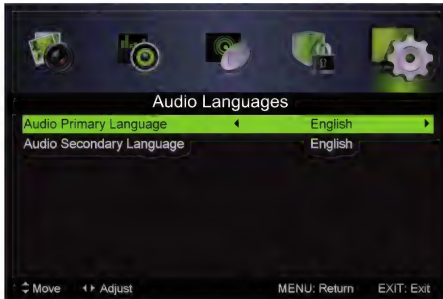 Audio Languages
Audio Primary Language English
Audio Secondary Language English
Move Adjust MENU: Return EXIT: Exit